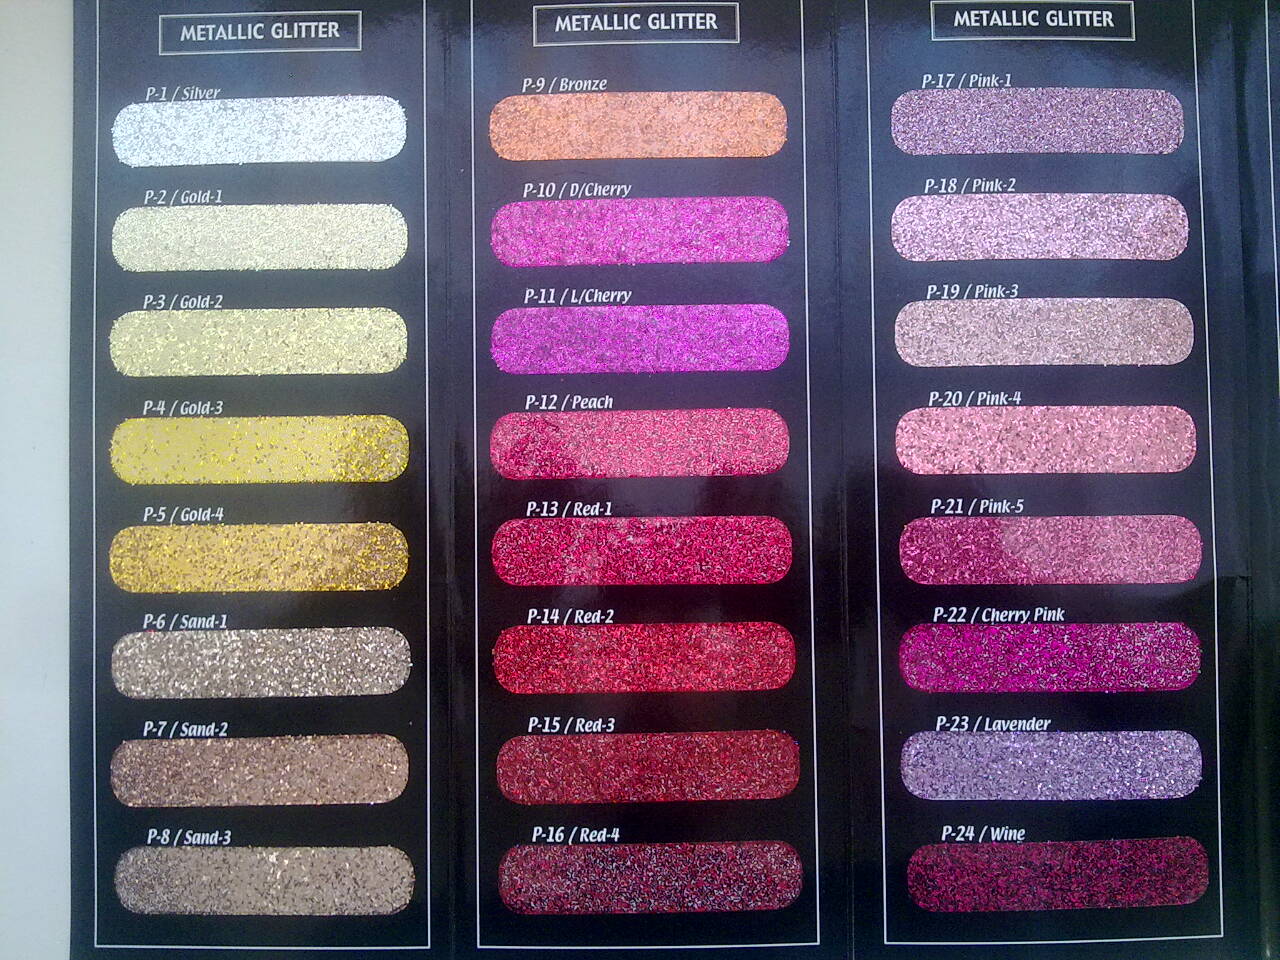 METALLIC GLITTER
P-1 / Silver
P-2 / Gold-1
P-3 / Gold-2
P-4 / Gold-3
P-5 / Gold-4
P-6 / Sand-1
P-7 / Sand-2
P-8 / Sand-3
METALLIC GLITTER
P-9 / Bronze
P-10 / D/Cherry
P-11 / L/Cherry
P-12 / Peach
P-13 / Red-1
P-14 / Red-2
P-15 / Red-3
P-16 / Red-4
METALLIC GLITTER
P-17 / Pink-1
P-18 / Pink-2
P-19 / Pink-3
P-20 / Pink-4
P-21 / Pink-5
P-22 / Cherry Pink
P-23 / Lavender
P-24 / Wine